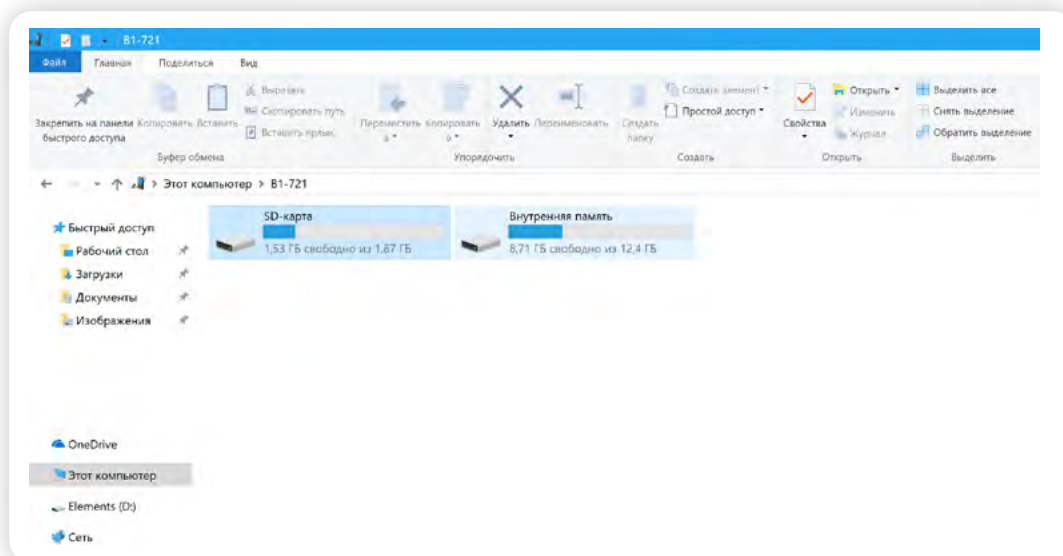 B1-721
Файл Главная Поделиться Вид
Закрепить на панели быстрого доступа
Копировать
Вставить
Вырезать
Скопировать путь
Вставить ярлык
Буфер обмена
Переместить в
Копировать в
Удалить
Переименовать
Упорядочить
Создать папку
Создать элемент
Простой доступ
Создать
Свойства
Открыть
Изменить
Журнал
Открыть
Выделить все
Снять выделение
Обратить выделение
Выделить
Этот компьютер > B1-721
Быстрый доступ
Рабочий стол
Загрузки
Документы
Изображения
OneDrive
Этот компьютер
Elements (D:)
Сеть
SD-карта
1,53 ГБ свободно из 1,87 ГБ
Внутренняя память
8,71 ГБ свободно из 12,4 ГБ